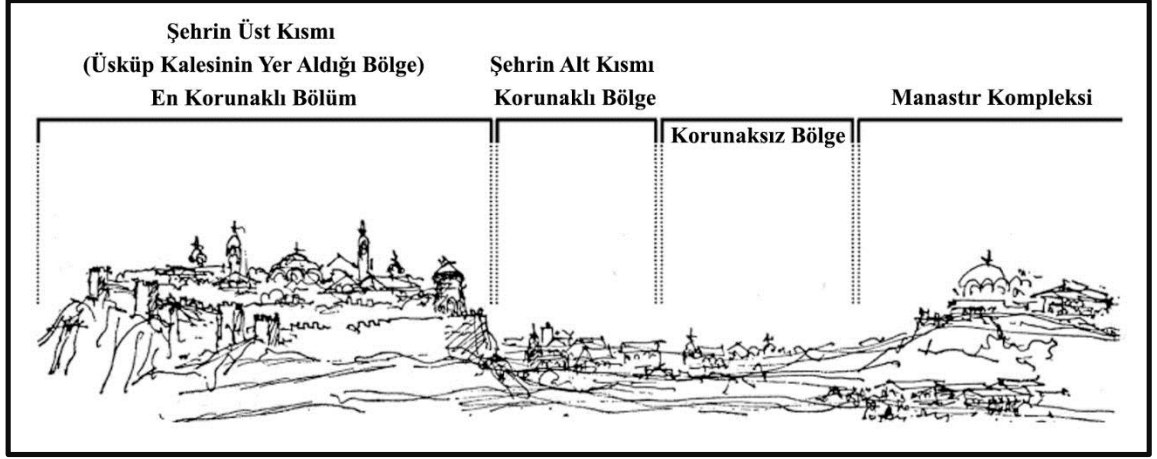 Şehrin Üst Kısmı
(Üsküp Kalesinin Yer Aldığı Bölge)
En Korunaklı Bölüm
Şehrin Alt Kısmı
Korunaklı Bölge
Korunaksız Bölge
Manastır Kompleksi